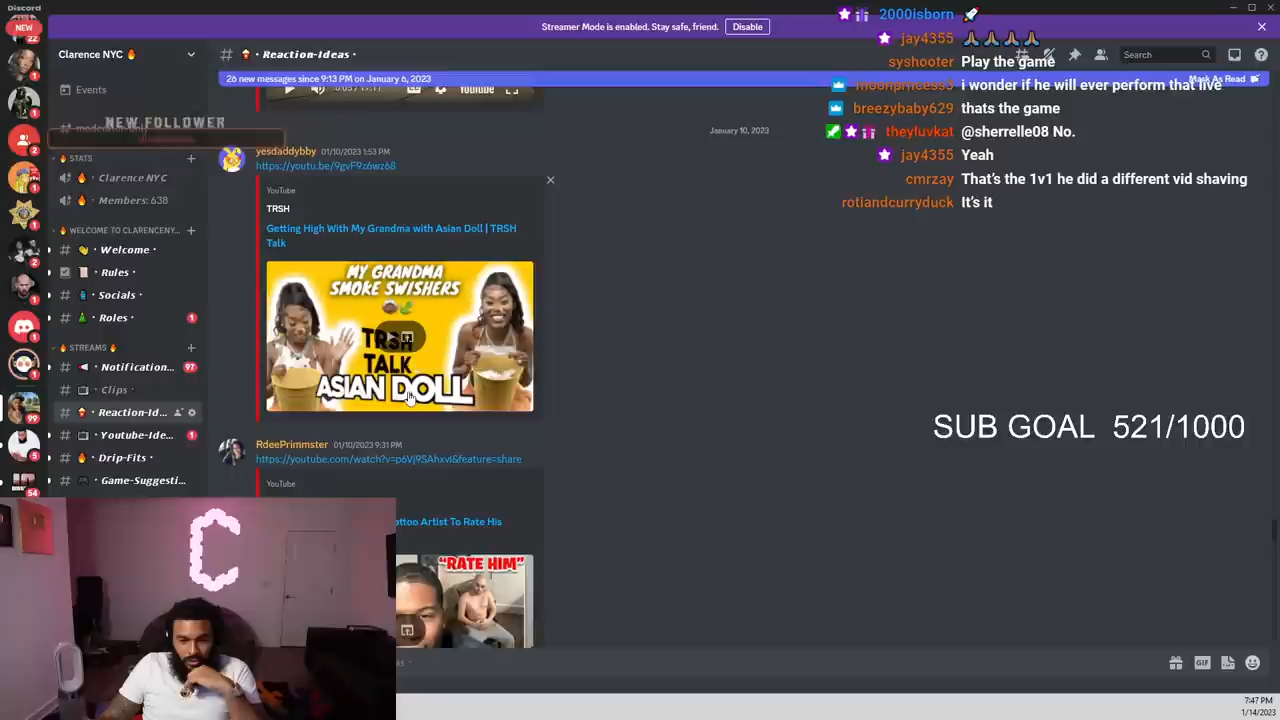 Discord
NEW
Streamer Mode is enabled. Stay safe, friend.
Disable
2000isborn
jay4355 🙏🏽🙏🏽🙏🏽🙏🏽
Clarence NYC 🔥
# · Reaction-Ideas ·
Search
syshooter Play the game
26 new messages since 9:13 PM on January 6, 2023
Mark As Read
moonprincess3 i wonder if he will ever perform that live
Events
YouTube
breezybaby629 thats the game
NEW FOLLOWER
January 10, 2023
theyluvkat @sherrelle08 No.
jay4355 Yeah
cmrzay That's the 1v1 he did a different vid shaving
rotiandcurryduck It's it
yesdaddybby 01/10/2023 1:53 PM
https://youtu.be/9gvF9z6wz68
YouTube
TRSH
Getting High With My Grandma with Asian Doll | TRSH
Talk
MY GRANDMA
SMOKE SWISHERS
TRSH
TALK
ASIAN DOLL
🔥 STATS
🔥 · Clarence NYC
🔥 · Members: 638
🔥 WELCOME TO CLARENCENY...
· Welcome ·
· Rules ·
· Socials ·
· Roles · 1
🔥 STREAMS 🔥
· Notification... 97
· Clips ·
· Reaction-Id...
· Youtube-Ide... 1
· Drip-Fits ·
· Game-Suggesti...
SUB GOAL 521/1000
RdeePrimmster 01/10/2023 9:31 PM
https://youtube.com/watch?v=p6Vj9SAhxvI&feature=share
YouTube
attoo Artist To Rate His
"RATE HIM"
GIF
7:47 PM
1/14/2023